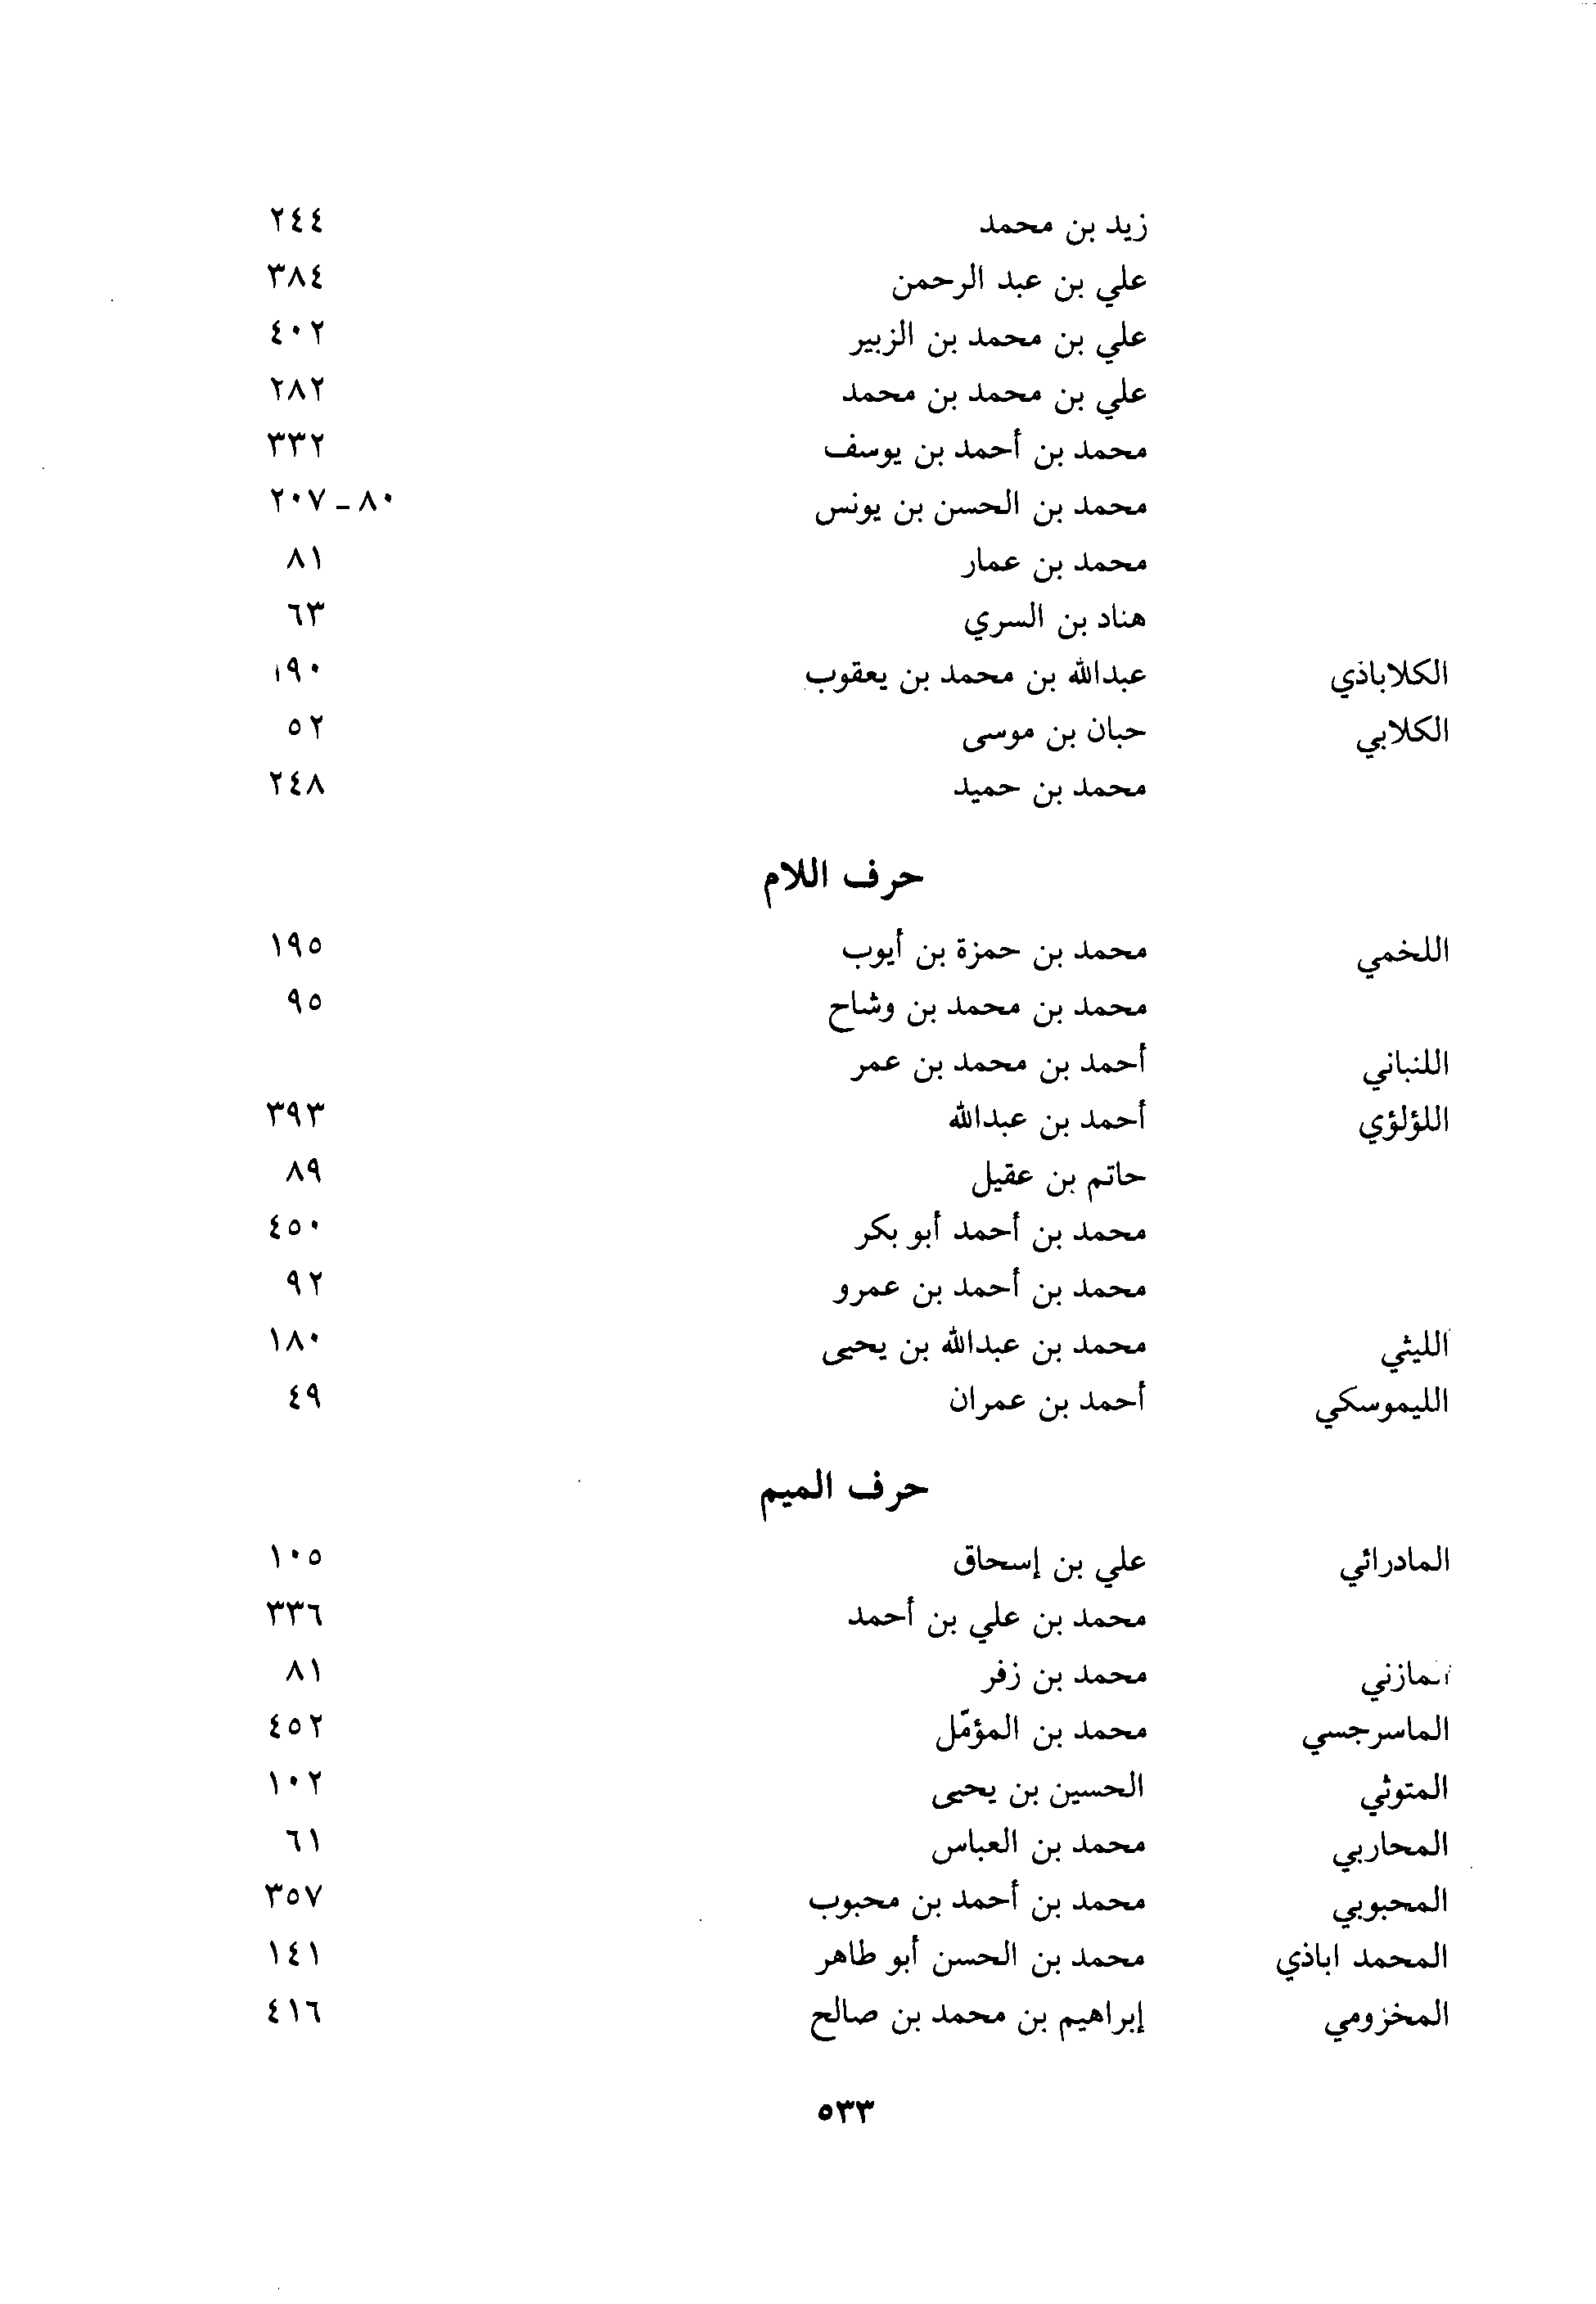 زيد بن محمد ٢٤٤
علي بن عبد الرحمن ٣٨٤
علي بن محمد بن الزبير ٤٠٢
علي بن محمد بن محمد ٢٨٢
محمد بن أحمد بن يوسف ٣٣٢
محمد بن الحسن بن يونس ٨٠ - ٢٠٧
محمد بن عمار ٨١
هناد بن السري ٦٣
الكلاباذي عبدالله بن محمد بن يعقوب ١٩٠
الكلابي حبان بن موسى ٥٢
محمد بن حميد ٢٤٨
حرف اللام
اللخمي محمد بن حمزة بن أيوب ١٩٥
محمد بن محمد بن وشاح ٩٥
اللنباني أحمد بن محمد بن عمر
اللؤلؤي أحمد بن عبدالله ٣٩٣
حاتم بن عقيل ٨٩
محمد بن أحمد أبو بكر ٤٥٠
محمد بن أحمد بن عمرو ٩٢
الليثي محمد بن عبدالله بن يحيى ١٨٠
الليموسكي أحمد بن عمران ٤٩
حرف الميم
المادرائي علي بن إسحاق ١٠٥
محمد بن علي بن أحمد ٣٣٦
المازني محمد بن زفر ٨١
الماسرجسي محمد بن المؤمّل ٤٥٢
المتوثي الحسين بن يحيى ١٠٢
المحاربي محمد بن العباس ٦١
المحبوبي محمد بن أحمد بن محبوب ٣٥٧
المحمد اباذي محمد بن الحسن أبو طاهر ١٤١
المخزومي إبراهيم بن محمد بن صالح ٤١٦
٥٣٣